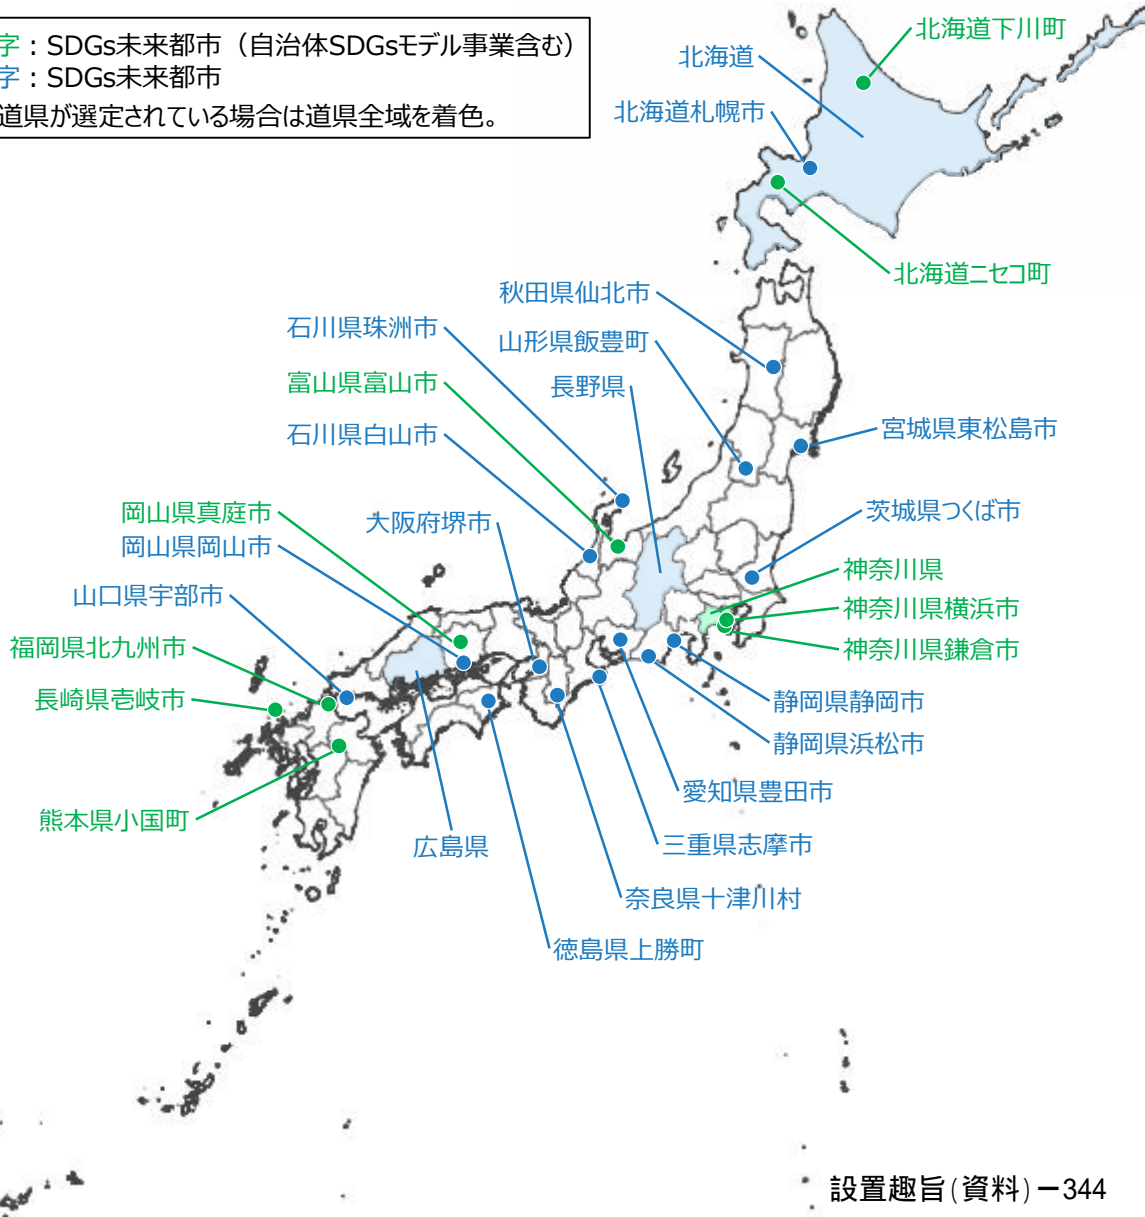 字：SDGs未来都市（自治体SDGsモデル事業含む）
字：SDGs未来都市
道県が選定されている場合は道県全域を着色。
北海道下川町
北海道
北海道札幌市
北海道ニセコ町
秋田県仙北市
石川県珠洲市
山形県飯豊町
富山県富山市
長野県
石川県白山市
宮城県東松島市
岡山県真庭市
大阪府堺市
茨城県つくば市
岡山県岡山市
神奈川県
山口県宇部市
神奈川県横浜市
福岡県北九州市
神奈川県鎌倉市
長崎県壱岐市
静岡県静岡市
静岡県浜松市
愛知県豊田市
熊本県小国町
広島県
三重県志摩市
奈良県十津川村
徳島県上勝町
設置趣旨(資料)－344